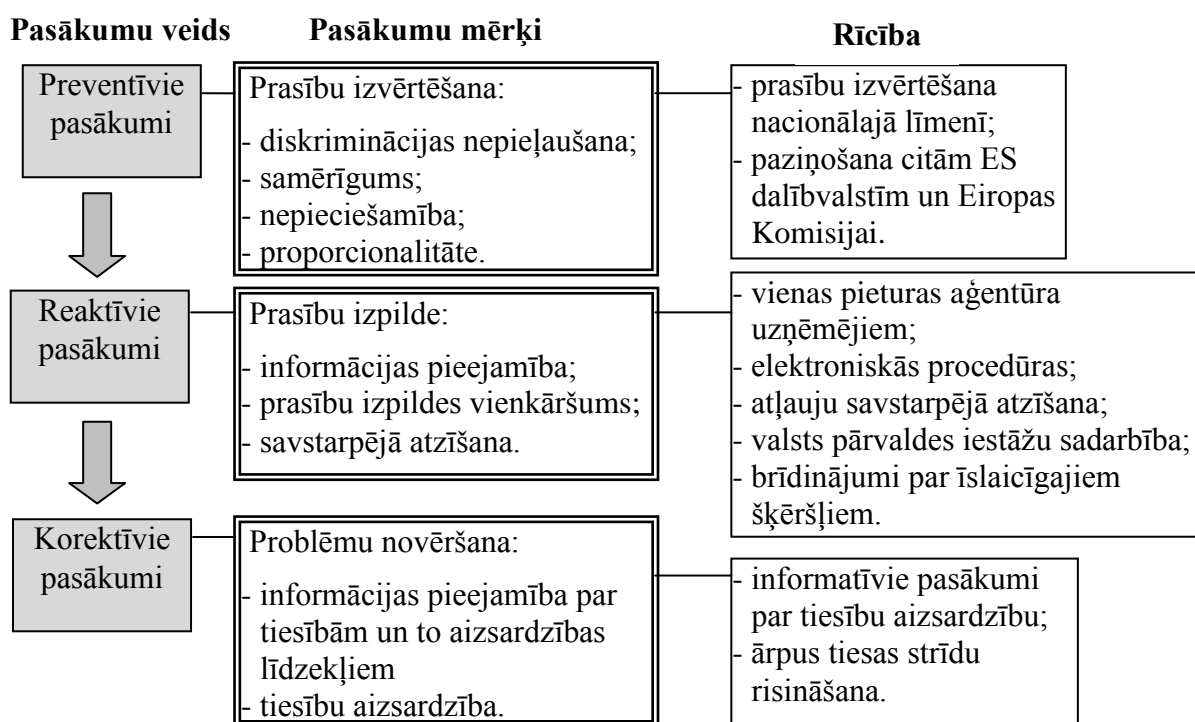 Pasākumu veids
Pasākumu mērķi
Rīcība
Preventīvie
pasākumi
Prasību izvērtēšana:
- diskriminācijas nepieļaušana;
- samērīgums;
- nepieciešamība;
- proporcionalitāte.
- prasību izvērtēšana
nacionālajā līmenī;
- paziņošana citām ES
dalībvalstīm un Eiropas
Komisijai.
Reaktīvie
pasākumi
Prasību izpilde:
- informācijas pieejamība;
- prasību izpildes vienkāršums;
- savstarpējā atzīšana.
- vienas pieturas aģentūra
uzņēmējiem;
- elektroniskās procedūras;
- atļauju savstarpējā atzīšana;
- valsts pārvaldes iestāžu sadarbība;
- brīdinājumi par īslaicīgajiem
šķēršļiem.
Korektīvie
pasākumi
Problēmu novēršana:
- informācijas pieejamība par
tiesībām un to aizsardzības
līdzekļiem
- tiesību aizsardzība.
- informatīvie pasākumi
par tiesību aizsardzību;
- ārpus tiesas strīdu
risināšana.